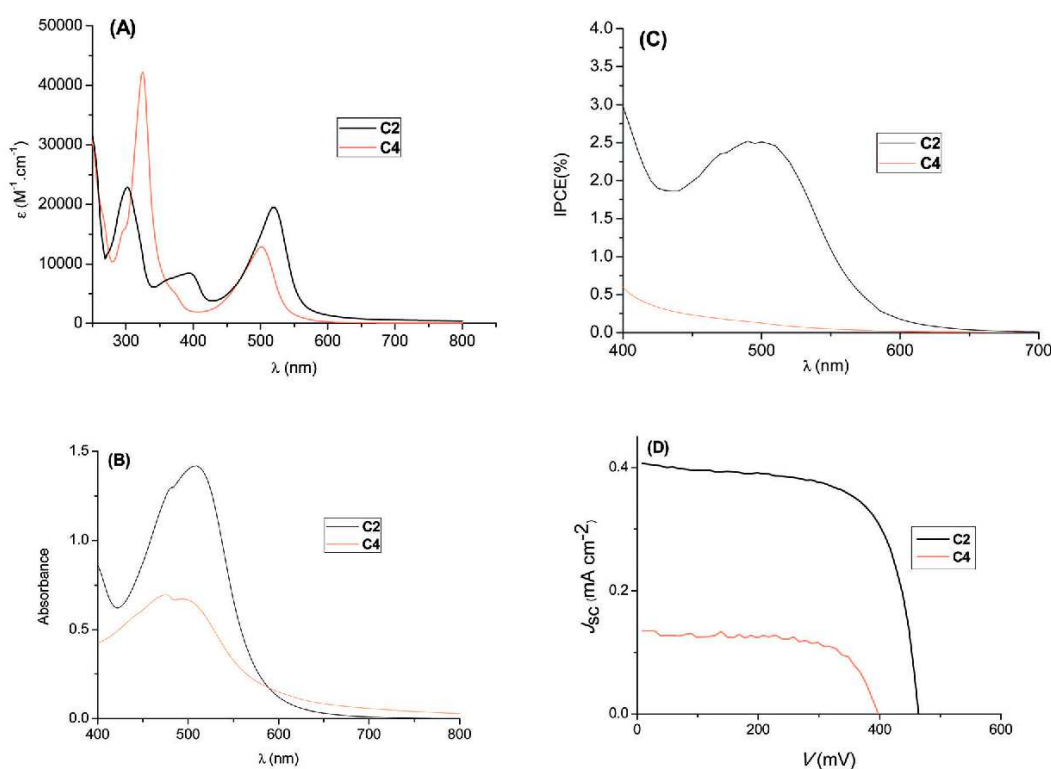 (A)
50000
40000
30000
20000
10000
0
ε (M⁻¹.cm⁻¹)
300 400 500 600 700 800
λ (nm)
C2
C4
(C)
4.0
3.5
3.0
2.5
2.0
1.5
1.0
0.5
0.0
IPCE(%)
400 500 600 700
λ (nm)
C2
C4
(B)
1.5
1.0
0.5
0.0
Absorbance
400 500 600 700 800
λ (nm)
C2
C4
(D)
0.4
0.2
0.0
Jsc (mA cm⁻²)
0 200 400 600
V (mV)
C2
C4